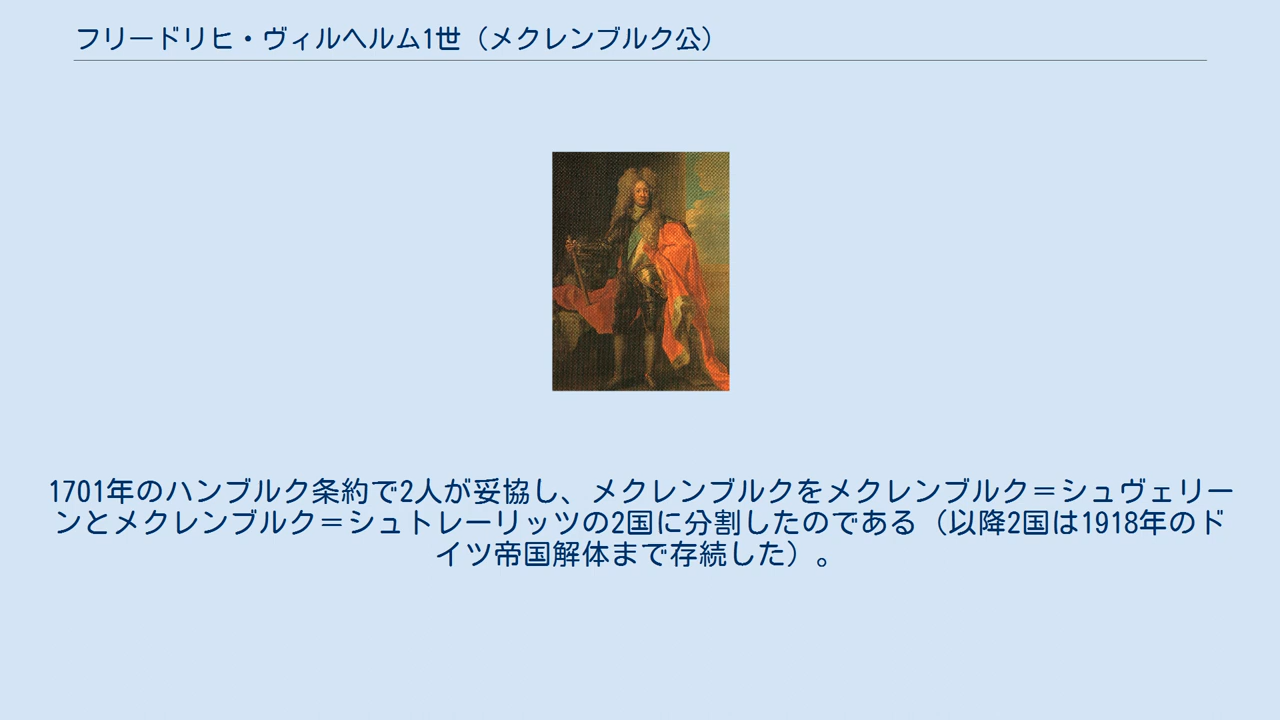 フリードリヒ・ヴィルヘルム1世（メクレンブルク公）
1701年のハンブルク条約で2人が妥協し、メクレンブルクをメクレンブルク＝シュヴェリー
ンとメクレンブルク＝シュトレーリッツの2国に分割したのである（以降2国は1918年のド
イツ帝国解体まで存続した）。